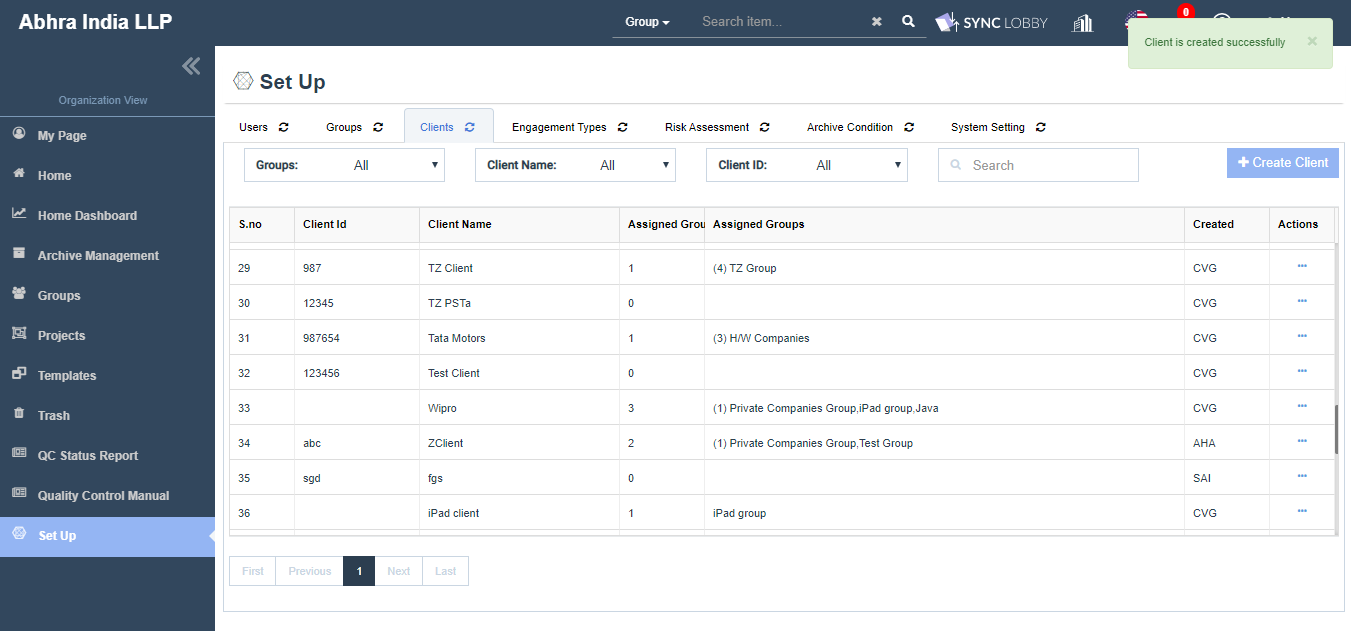 Abhra India LLP
Group
Search item...
SYNC LOBBY
0
Client is created successfully
Organization View
My Page
Home
Home Dashboard
Archive Management
Groups
Projects
Templates
Trash
QC Status Report
Quality Control Manual
Set Up
Set Up
Users Groups Clients Engagement Types Risk Assessment Archive Condition System Setting
Groups: All Client Name: All Client ID: All Search + Create Client
S.no Client Id Client Name Assigned Grou Assigned Groups Created Actions
29 987 TZ Client 1 (4) TZ Group CVG ...
30 12345 TZ PSTa 0 CVG ...
31 987654 Tata Motors 1 (3) H/W Companies CVG ...
32 123456 Test Client 0 CVG ...
33 Wipro 3 (1) Private Companies Group,iPad group,Java CVG ...
34 abc ZClient 2 (1) Private Companies Group,Test Group AHA ...
35 sgd fgs 0 SAI ...
36 iPad client 1 iPad group CVG ...
First Previous 1 Next Last